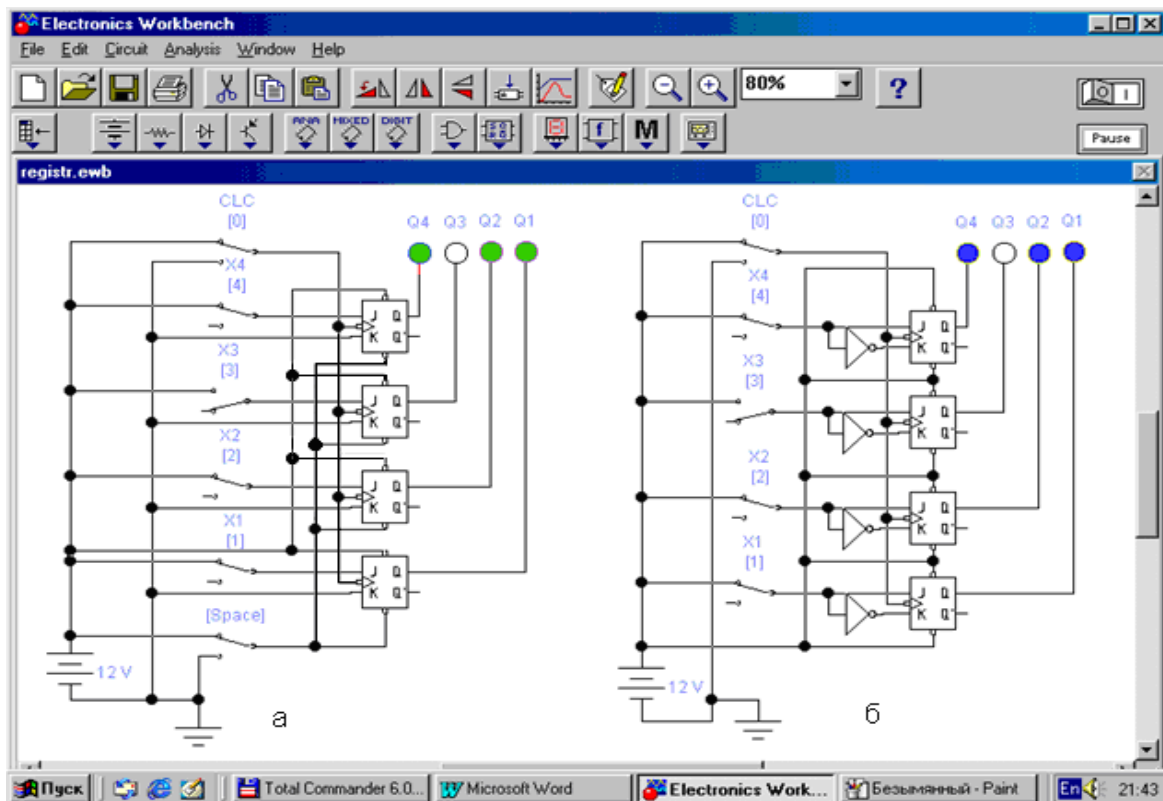 Electronics Workbench
File Edit Circuit Analysis Window Help
80%
?
I
ANA MIXED DIGIT
M
Pause
registr.ewb
CLC
[0]
Q4 Q3 Q2 Q1
X4
[4]
J Q
K Q'
X3
[3]
J Q
K Q'
X2
[2]
J Q
K Q'
X1
[1]
J Q
K Q'
[Space]
12 V
а
CLC
[0]
Q4 Q3 Q2 Q1
X4
[4]
J Q
K Q'
X3
[3]
J Q
K Q'
X2
[2]
J Q
K Q'
X1
[1]
J Q
K Q'
12 V
б
Пуск
Total Commander 6.0...
Microsoft Word
Electronics Work...
Безымянный - Paint
En
21:43